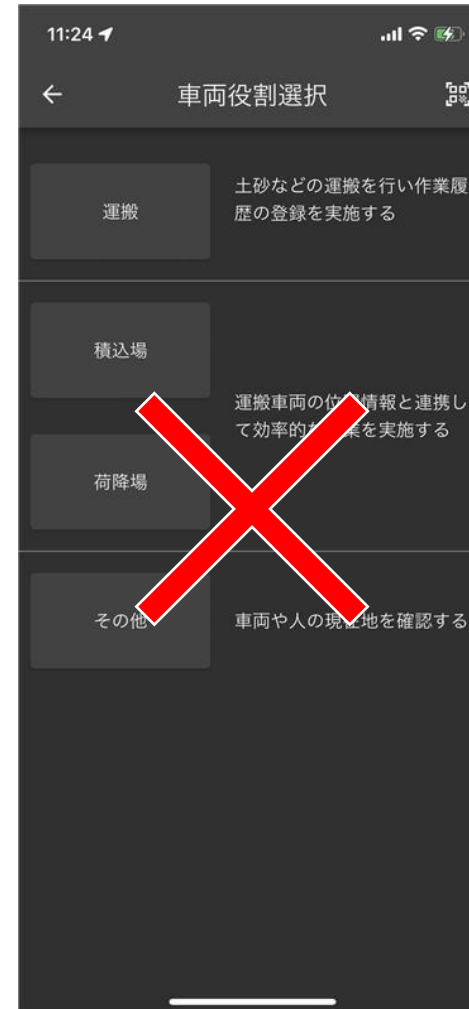 11:24
車両役割選択
運搬
土砂などの運搬を行い作業履
歴の登録を実施する
積込場
運搬車両の位 情報と連携し
て効率的な 業を実施する
荷降場
その他
車両や人の現 地を確認する